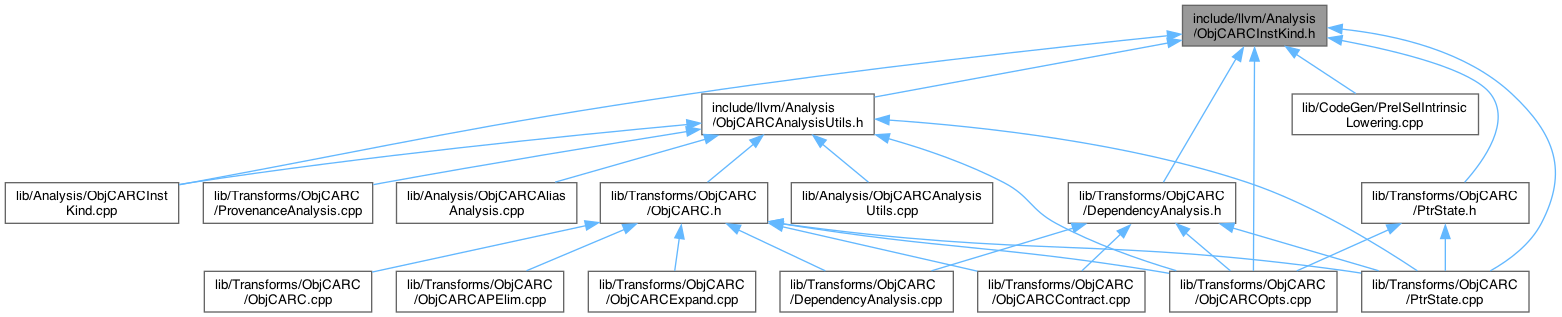 include/llvm/Analysis
/ObjCARCInstKind.h
include/llvm/Analysis
/ObjCARCAnalysisUtils.h
lib/CodeGen/PreISelIntrinsic
Lowering.cpp
lib/Analysis/ObjCARCInst
Kind.cpp
lib/Transforms/ObjCARC
/ProvenanceAnalysis.cpp
lib/Analysis/ObjCARCAlias
Analysis.cpp
lib/Transforms/ObjCARC
/ObjCARC.h
lib/Analysis/ObjCARCAnalysis
Utils.cpp
lib/Transforms/ObjCARC
/DependencyAnalysis.h
lib/Transforms/ObjCARC
/PtrState.h
lib/Transforms/ObjCARC
/ObjCARC.cpp
lib/Transforms/ObjCARC
/ObjCARCAPElim.cpp
lib/Transforms/ObjCARC
/ObjCARCExpand.cpp
lib/Transforms/ObjCARC
/DependencyAnalysis.cpp
lib/Transforms/ObjCARC
/ObjCARCContract.cpp
lib/Transforms/ObjCARC
/ObjCARCOpts.cpp
lib/Transforms/ObjCARC
/PtrState.cpp